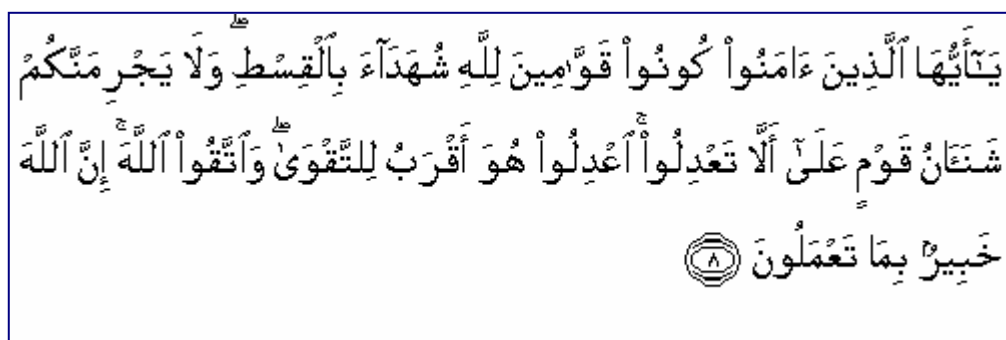 يَـٰٓأَيُّهَا ٱلَّذِينَ ءَامَنُوا۟ كُونُوا۟ قَوَّٰمِينَ لِلَّهِ شُهَدَآءَ بِٱلْقِسْطِ ۖ وَلَا يَجْرِمَنَّكُمْ
شَنَـَٔانُ قَوْمٍ عَلَىٰٓ أَلَّا تَعْدِلُوا۟ ۚ ٱعْدِلُوا۟ هُوَ أَقْرَبُ لِلتَّقْوَىٰ ۖ وَٱتَّقُوا۟ ٱللَّهَ ۚ إِنَّ ٱللَّهَ
خَبِيرٌۢ بِمَا تَعْمَلُونَ ﴿٨﴾